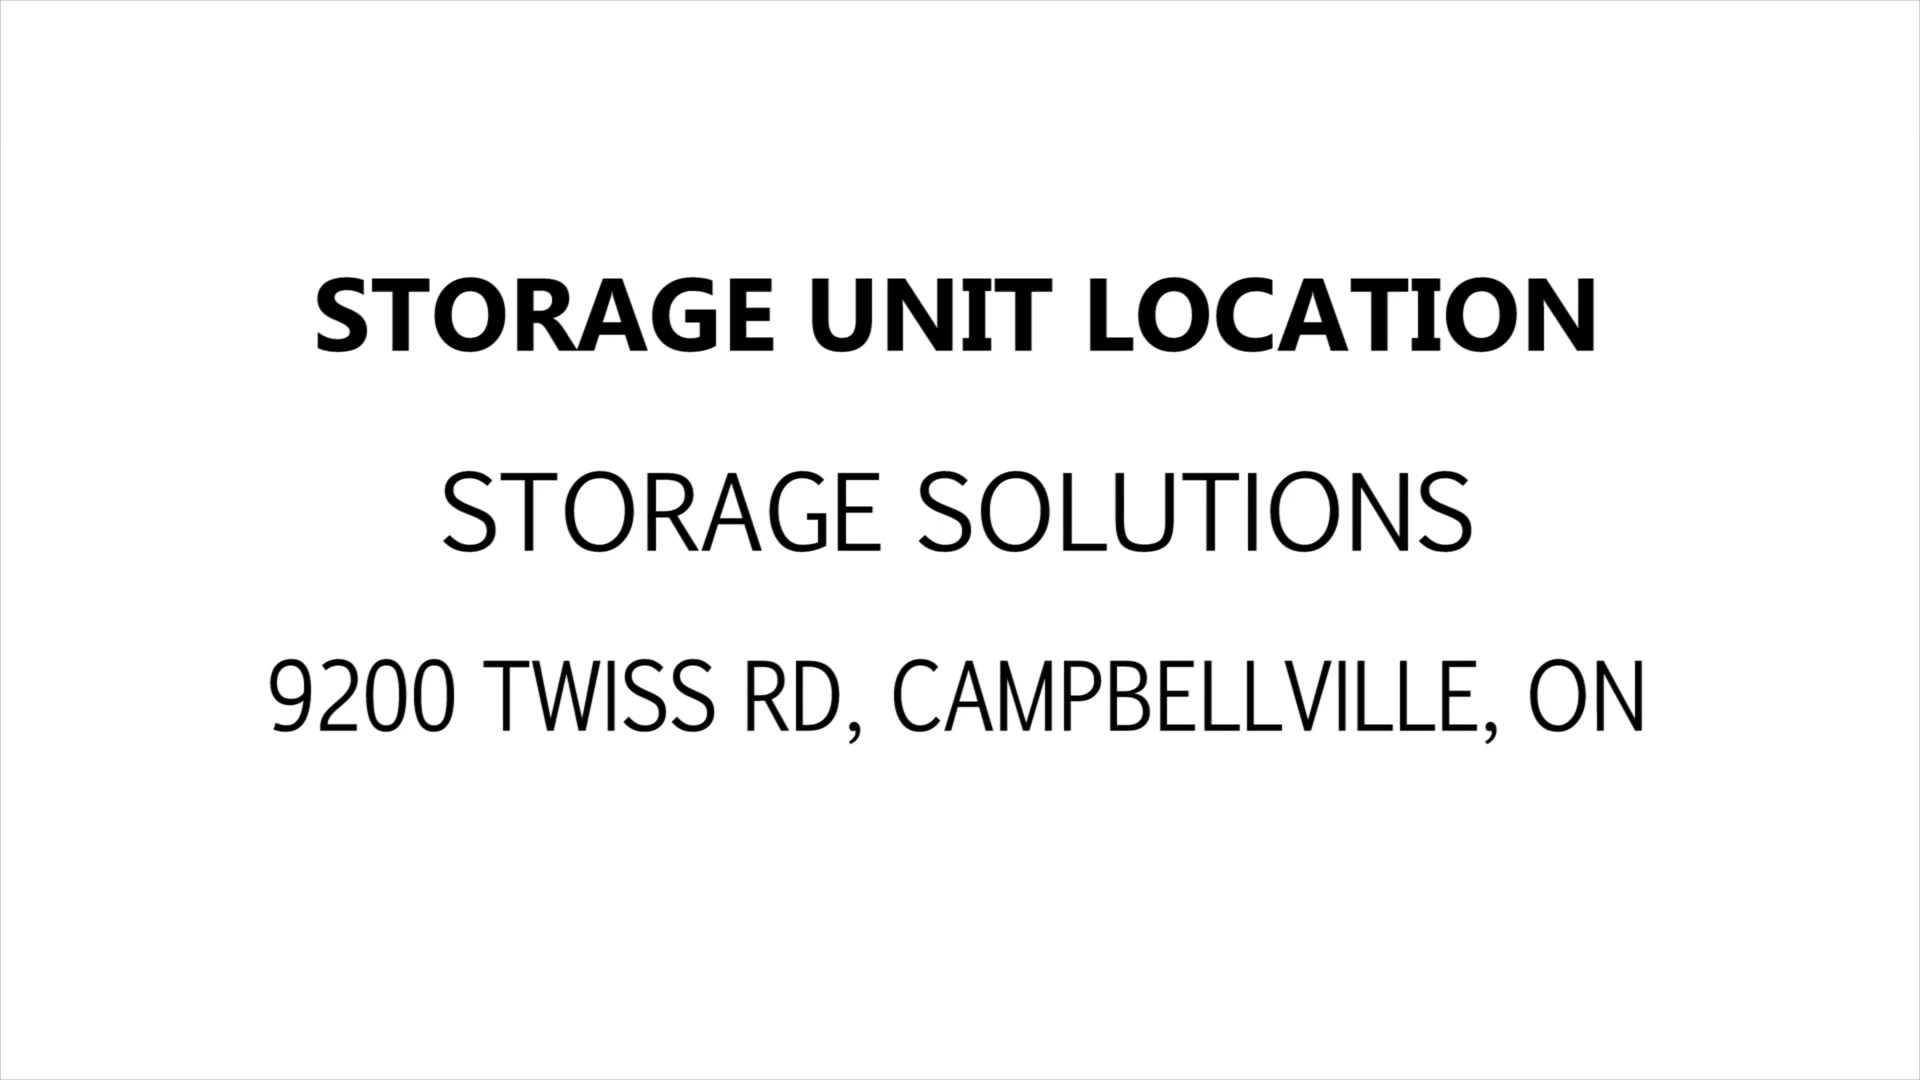 STORAGE UNIT LOCATION
STORAGE SOLUTIONS
9200 TWISS RD, CAMPBELLVILLE, ON